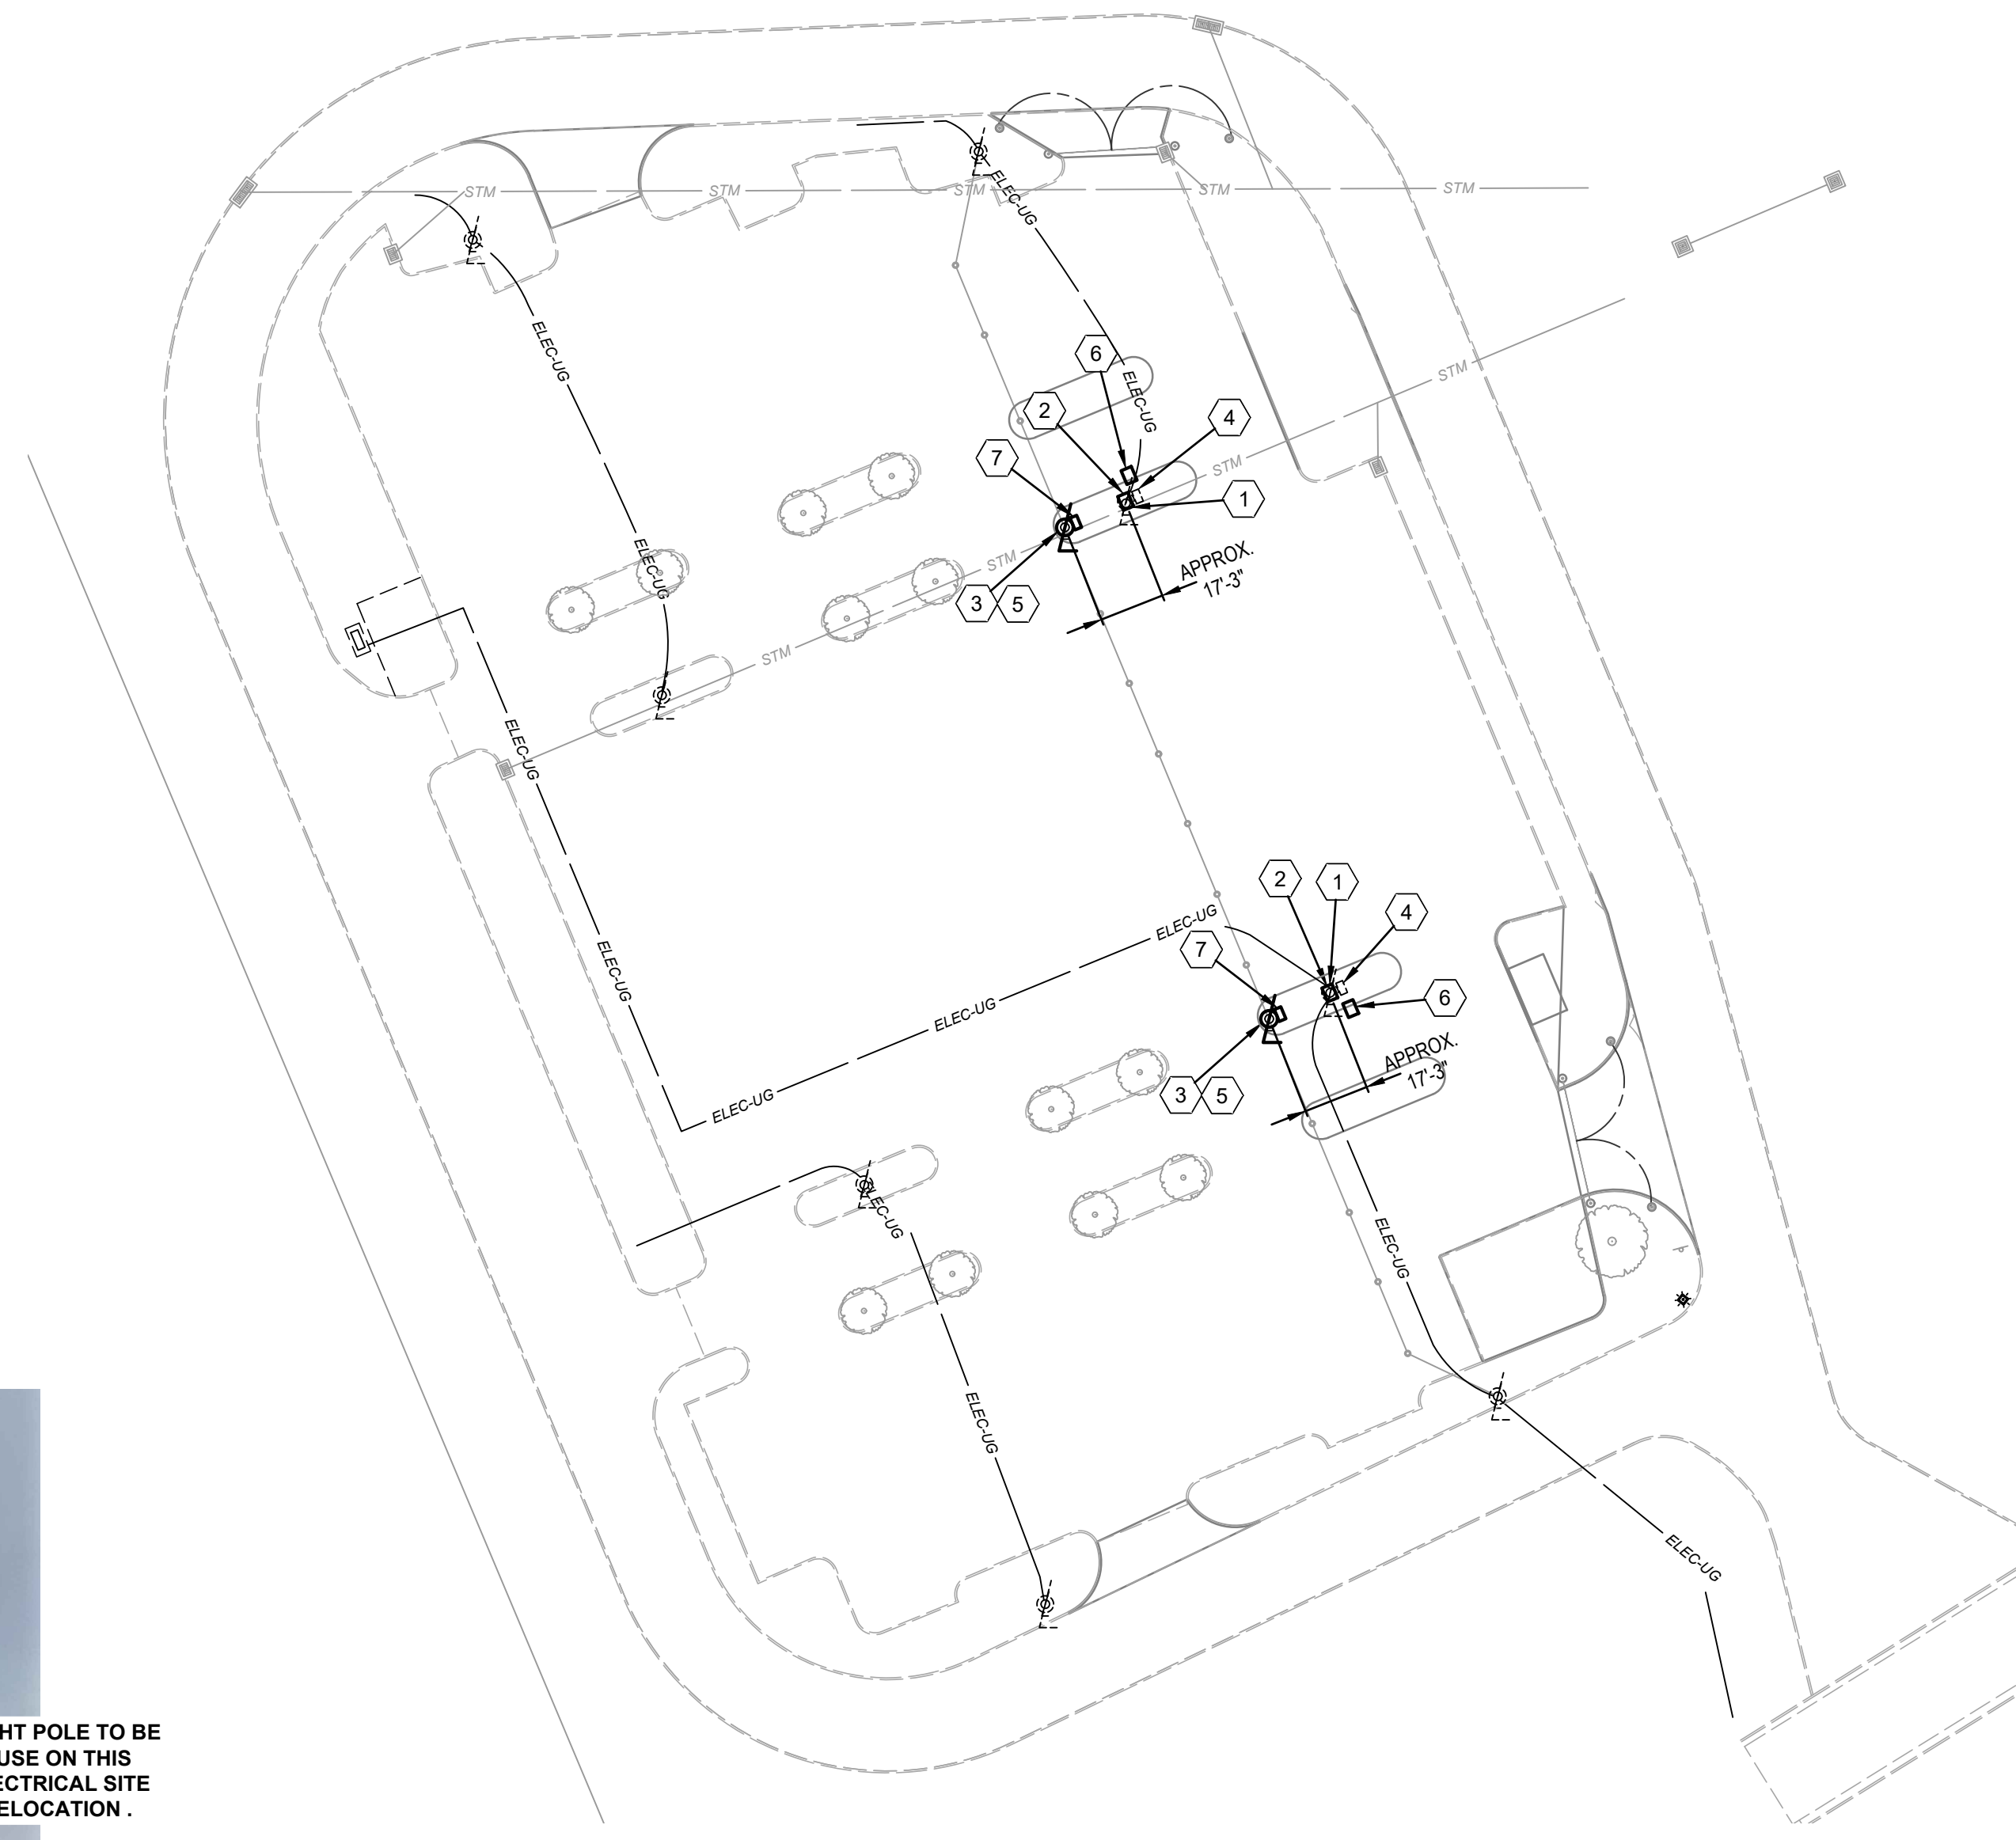 STM
STM
STM
STM
STM
ELEC-UG
ELEC-UG
STM
6
ELEC-UG
2
4
7
STM
1
STM
ELEC-UG
APPROX.
17'-3"
3
5
STM
ELEC-UG
2
1
4
ELEC-UG
7
ELEC-UG
6
ELEC-UG
APPROX.
17'-3"
3
5
ELEC-UG
ELEC-UG
ELEC-UG
ELEC-UG
ELEC-UG
HT POLE TO BE
USE ON THIS
ECTRICAL SITE
ELOCATION .